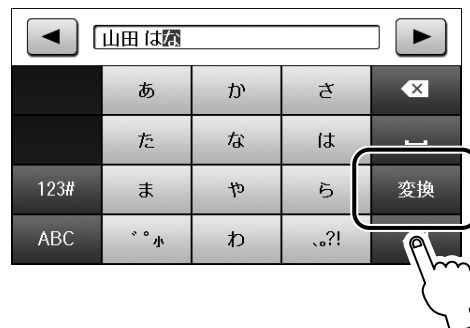 山田 はな
あ か さ
た な は
123# ま や ら 変換
ABC ゛゜小 わ 、。?!